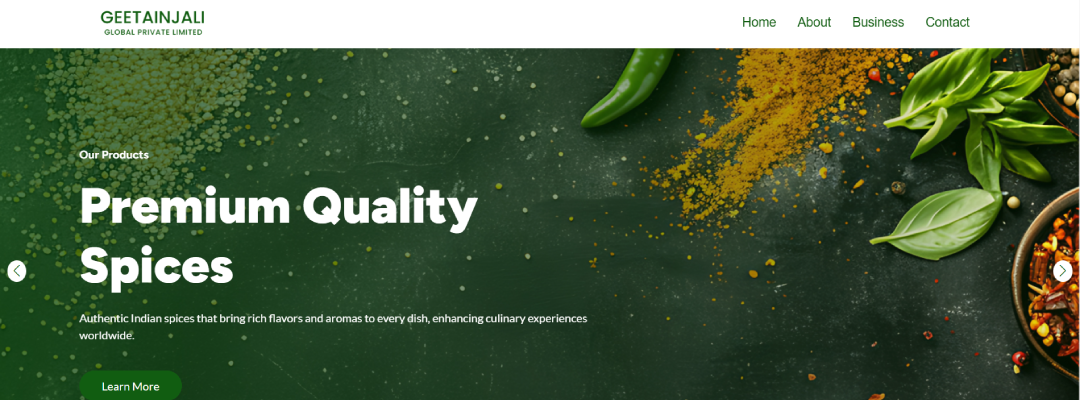 GEETAINJALI
GLOBAL PRIVATE LIMITED
Home About Business Contact
Our Products
Premium Quality
Spices
Authentic Indian spices that bring rich flavors and aromas to every dish, enhancing culinary experiences
worldwide.
Learn More